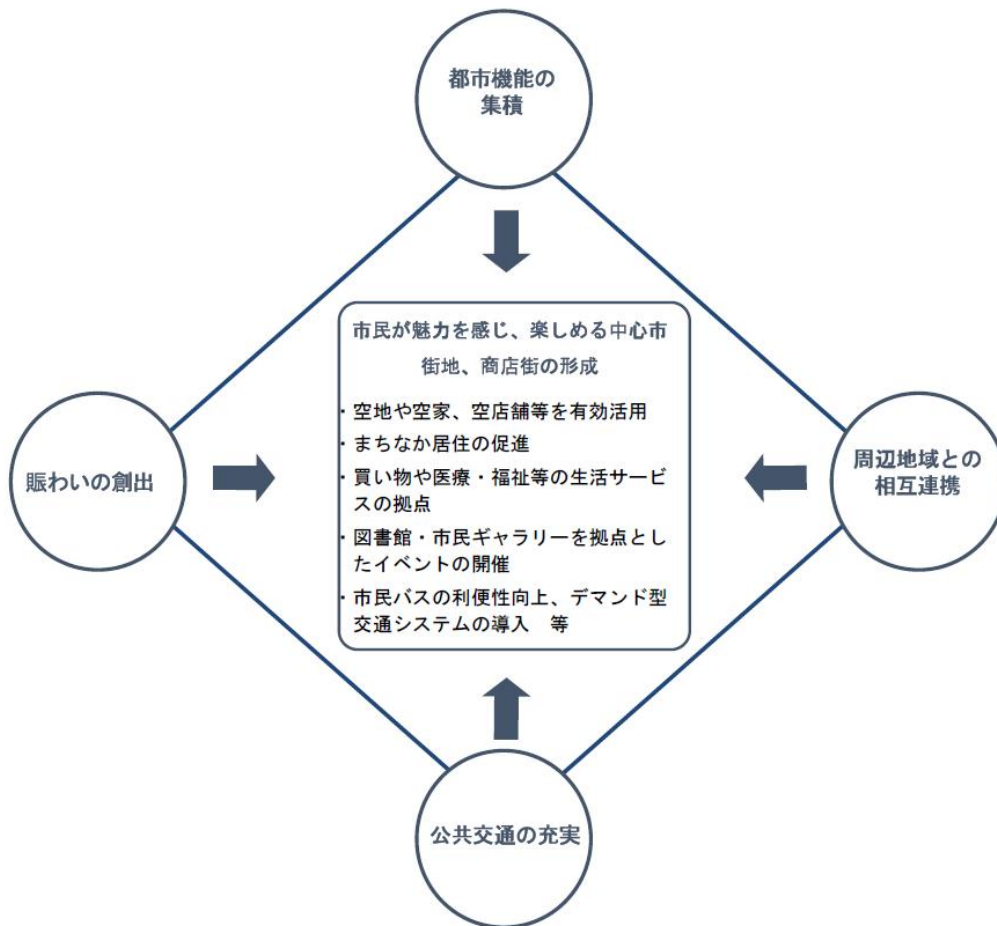 都市機能の
集積
市民が魅力を感じ、楽しめる中心市
街地、商店街の形成
・空地や空家、空店舗等を有効活用
・まちなか居住の促進
・買い物や医療・福祉等の生活サービ
スの拠点
・図書館・市民ギャラリーを拠点とし
たイベントの開催
・市民バスの利便性向上、デマンド型
交通システムの導入　等
賑わいの創出
周辺地域との
相互連携
公共交通の充実